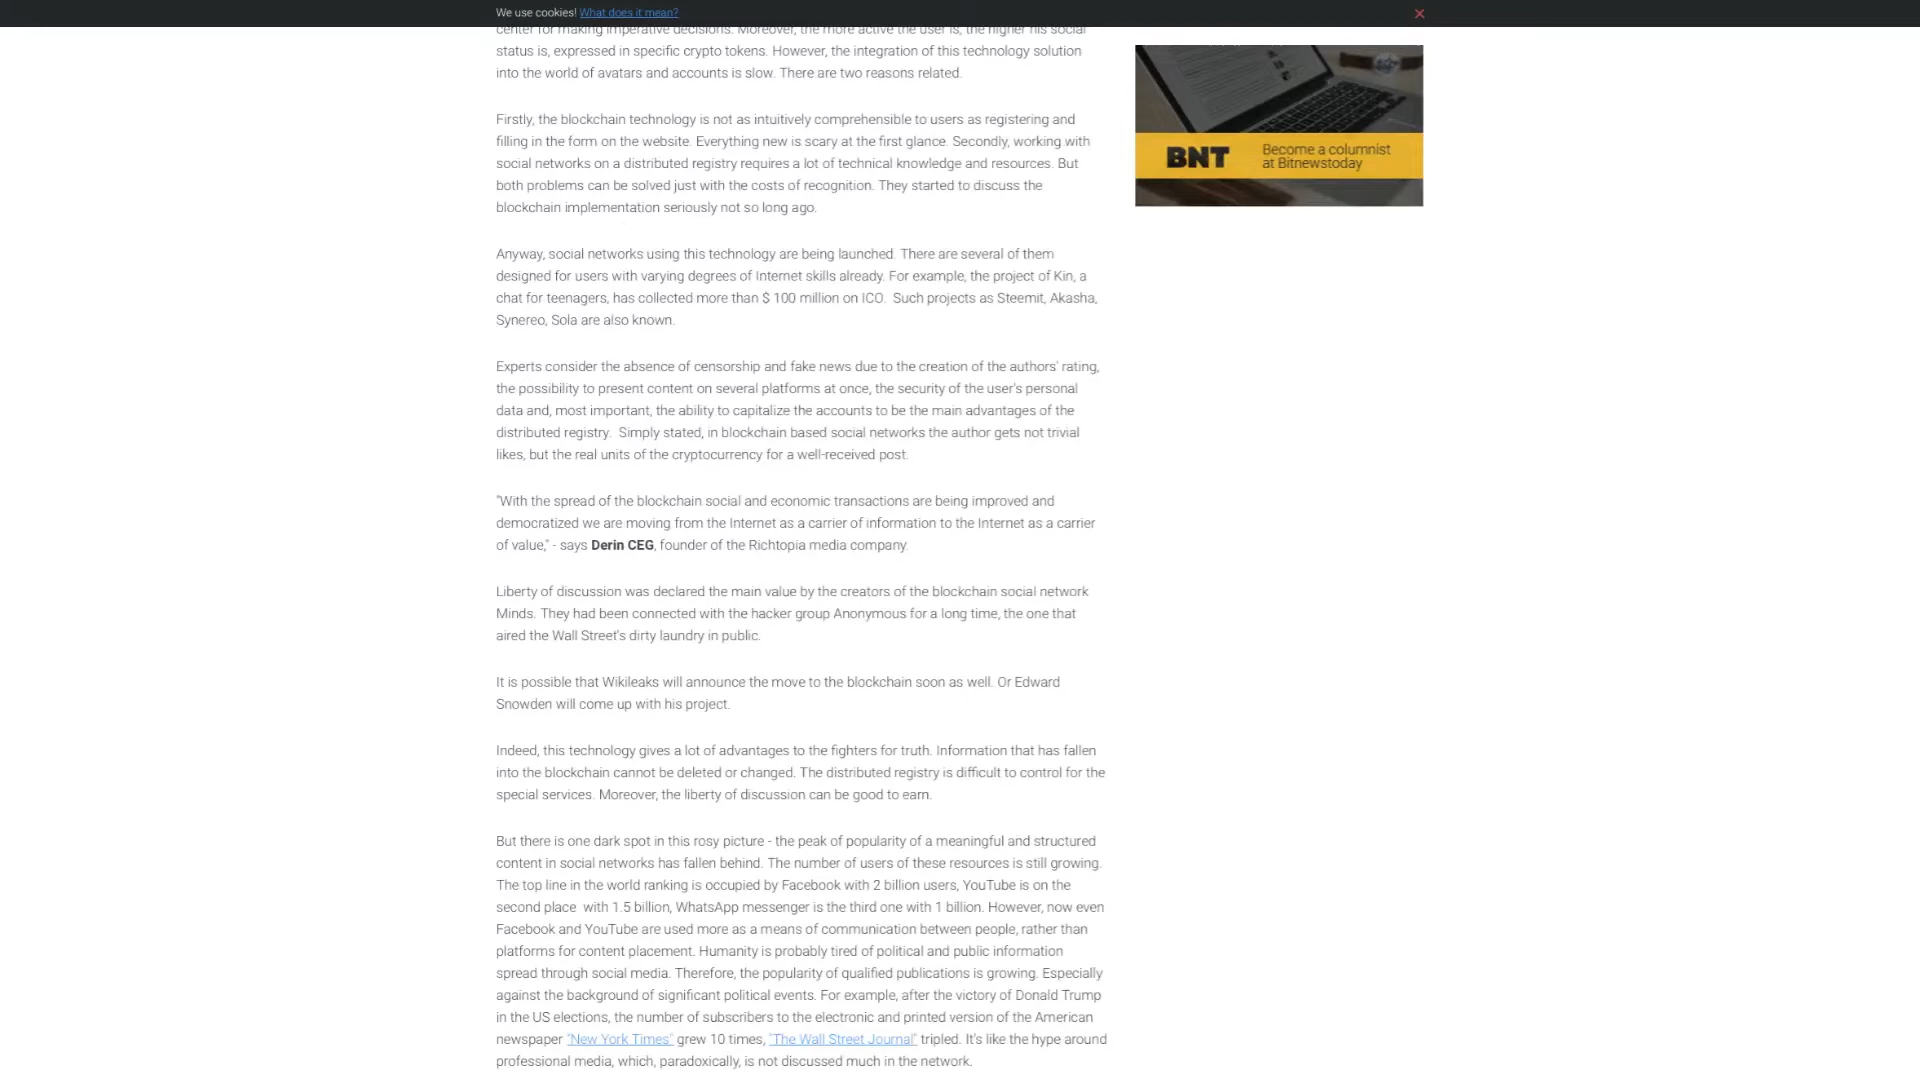 We use cookies! What does it mean?
center for making imperative decisions. Moreover, the more active the user is, the higher his social
status is, expressed in specific crypto tokens. However, the integration of this technology solution
into the world of avatars and accounts is slow. There are two reasons related.
Firstly, the blockchain technology is not as intuitively comprehensible to users as registering and
filling in the form on the website. Everything new is scary at the first glance. Secondly, working with
social networks on a distributed registry requires a lot of technical knowledge and resources. But
both problems can be solved just with the costs of recognition. They started to discuss the
blockchain implementation seriously not so long ago.
Anyway, social networks using this technology are being launched. There are several of them
designed for users with varying degrees of Internet skills already. For example, the project of Kin, a
chat for teenagers, has collected more than $ 100 million on ICO. Such projects as Steemit, Akasha,
Synereo, Sola are also known.
Experts consider the absence of censorship and fake news due to the creation of the authors' rating,
the possibility to present content on several platforms at once, the security of the user's personal
data and, most important, the ability to capitalize the accounts to be the main advantages of the
distributed registry. Simply stated, in blockchain based social networks the author gets not trivial
likes, but the real units of the cryptocurrency for a well-received post.
"With the spread of the blockchain social and economic transactions are being improved and
democratized we are moving from the Internet as a carrier of information to the Internet as a carrier
of value," - says Derin CEG, founder of the Richtopia media company.
Liberty of discussion was declared the main value by the creators of the blockchain social network
Minds. They had been connected with the hacker group Anonymous for a long time, the one that
aired the Wall Street's dirty laundry in public.
It is possible that Wikileaks will announce the move to the blockchain soon as well. Or Edward
Snowden will come up with his project.
Indeed, this technology gives a lot of advantages to the fighters for truth. Information that has fallen
into the blockchain cannot be deleted or changed. The distributed registry is difficult to control for the
special services. Moreover, the liberty of discussion can be good to earn.
But there is one dark spot in this rosy picture - the peak of popularity of a meaningful and structured
content in social networks has fallen behind. The number of users of these resources is still growing.
The top line in the world ranking is occupied by Facebook with 2 billion users, YouTube is on the
second place with 1.5 billion, WhatsApp messenger is the third one with 1 billion. However, now even
Facebook and YouTube are used more as a means of communication between people, rather than
platforms for content placement. Humanity is probably tired of political and public information
spread through social media. Therefore, the popularity of qualified publications is growing. Especially
against the background of significant political events. For example, after the victory of Donald Trump
in the US elections, the number of subscribers to the electronic and printed version of the American
newspaper "New York Times" grew 10 times, "The Wall Street Journal" tripled. It's like the hype around
professional media, which, paradoxically, is not discussed much in the network.
BNT
Become a columnist
at Bitnewstoday